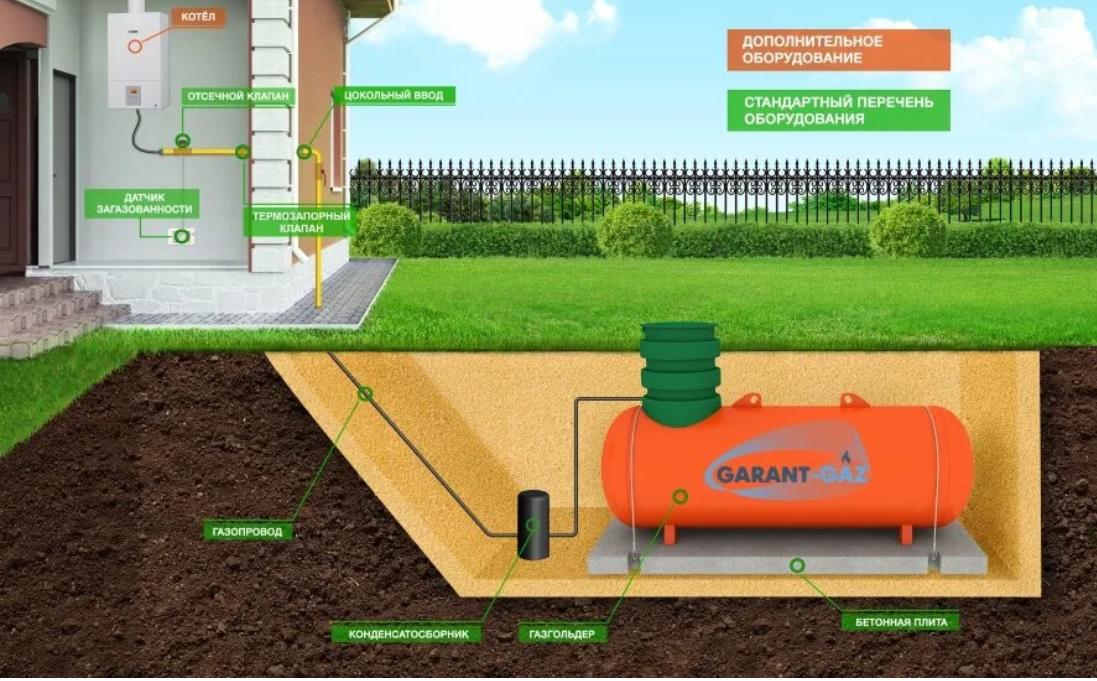 КОТЁЛ
ДОПОЛНИТЕЛЬНОЕ
ОБОРУДОВАНИЕ
ОТСЕЧНОЙ КЛАПАН
ЦОКОЛЬНЫЙ ВВОД
СТАНДАРТНЫЙ ПЕРЕЧЕНЬ
ОБОРУДОВАНИЯ
ДАТЧИК
ЗАГАЗОВАННОСТИ
ТЕРМОЗАПОРНЫЙ
КЛАПАН
GARANT-GAZ
ГАЗОПРОВОД
КОНДЕНСАТОСБОРНИК
ГАЗГОЛЬДЕР
БЕТОННАЯ ПЛИТА